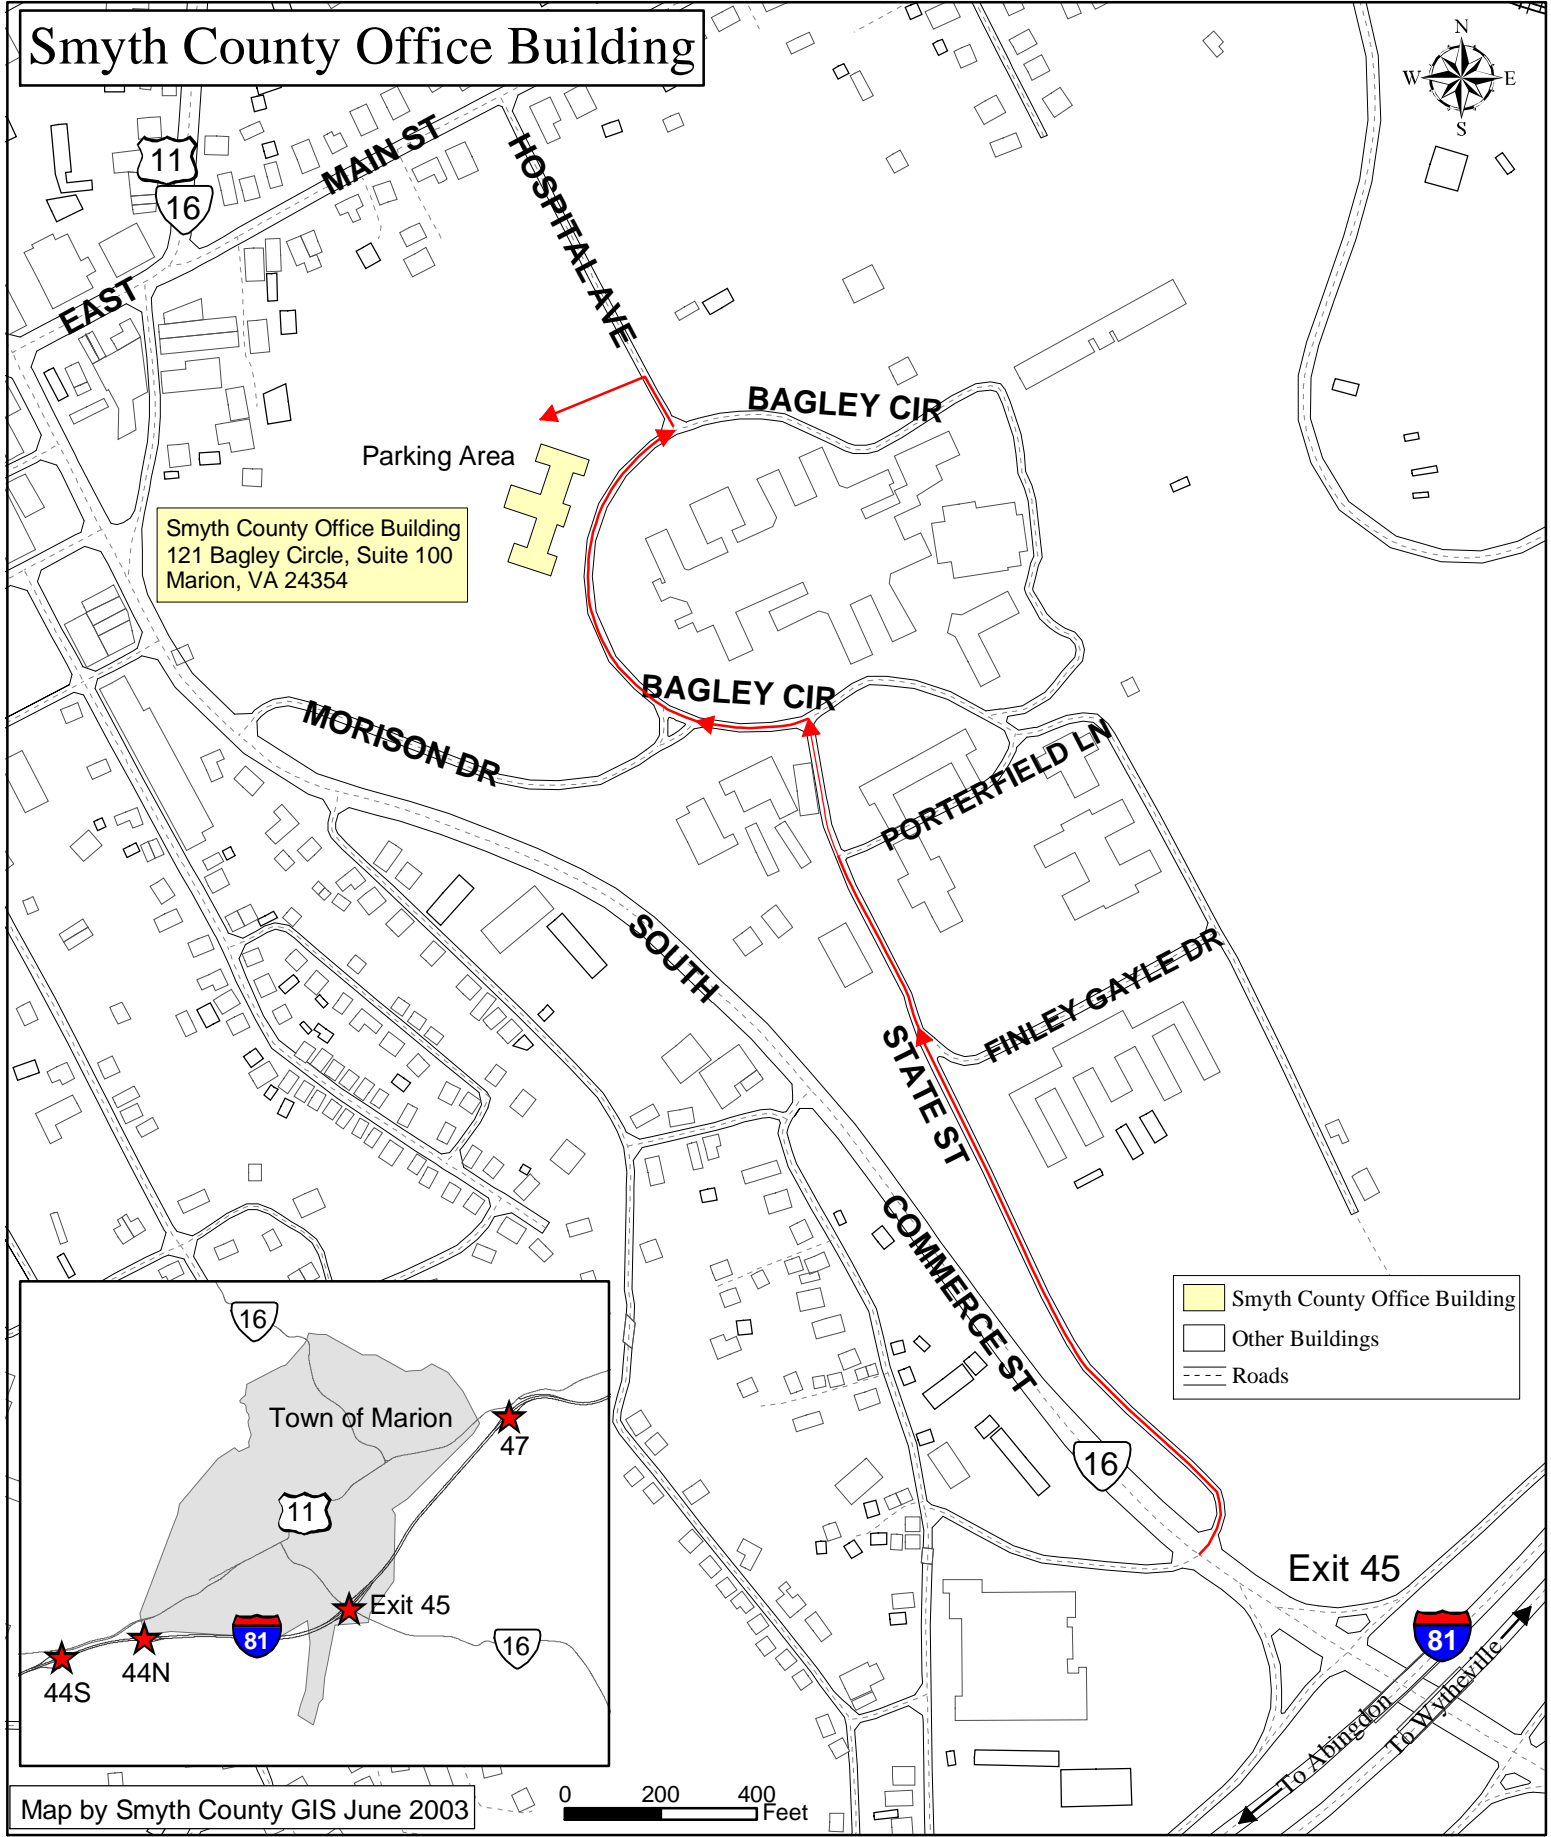 Smyth County Office Building
N
W E
S
11
16
EAST
MAIN ST
HOSPITAL AVE
BAGLEY CIR
Parking Area
Smyth County Office Building
121 Bagley Circle, Suite 100
Marion, VA 24354
BAGLEY CIR
MORISON DR
PORTERFIELD LN
SOUTH
FINLEY GAYLE DR
STATE ST
COMMERCE ST
16
Smyth County Office Building
Other Buildings
Roads
Exit 45
81
To Abingdon
To Wytheville
16
Town of Marion
47
11
Exit 45
81
16
44N
44S
Map by Smyth County GIS June 2003
0 200 400
Feet